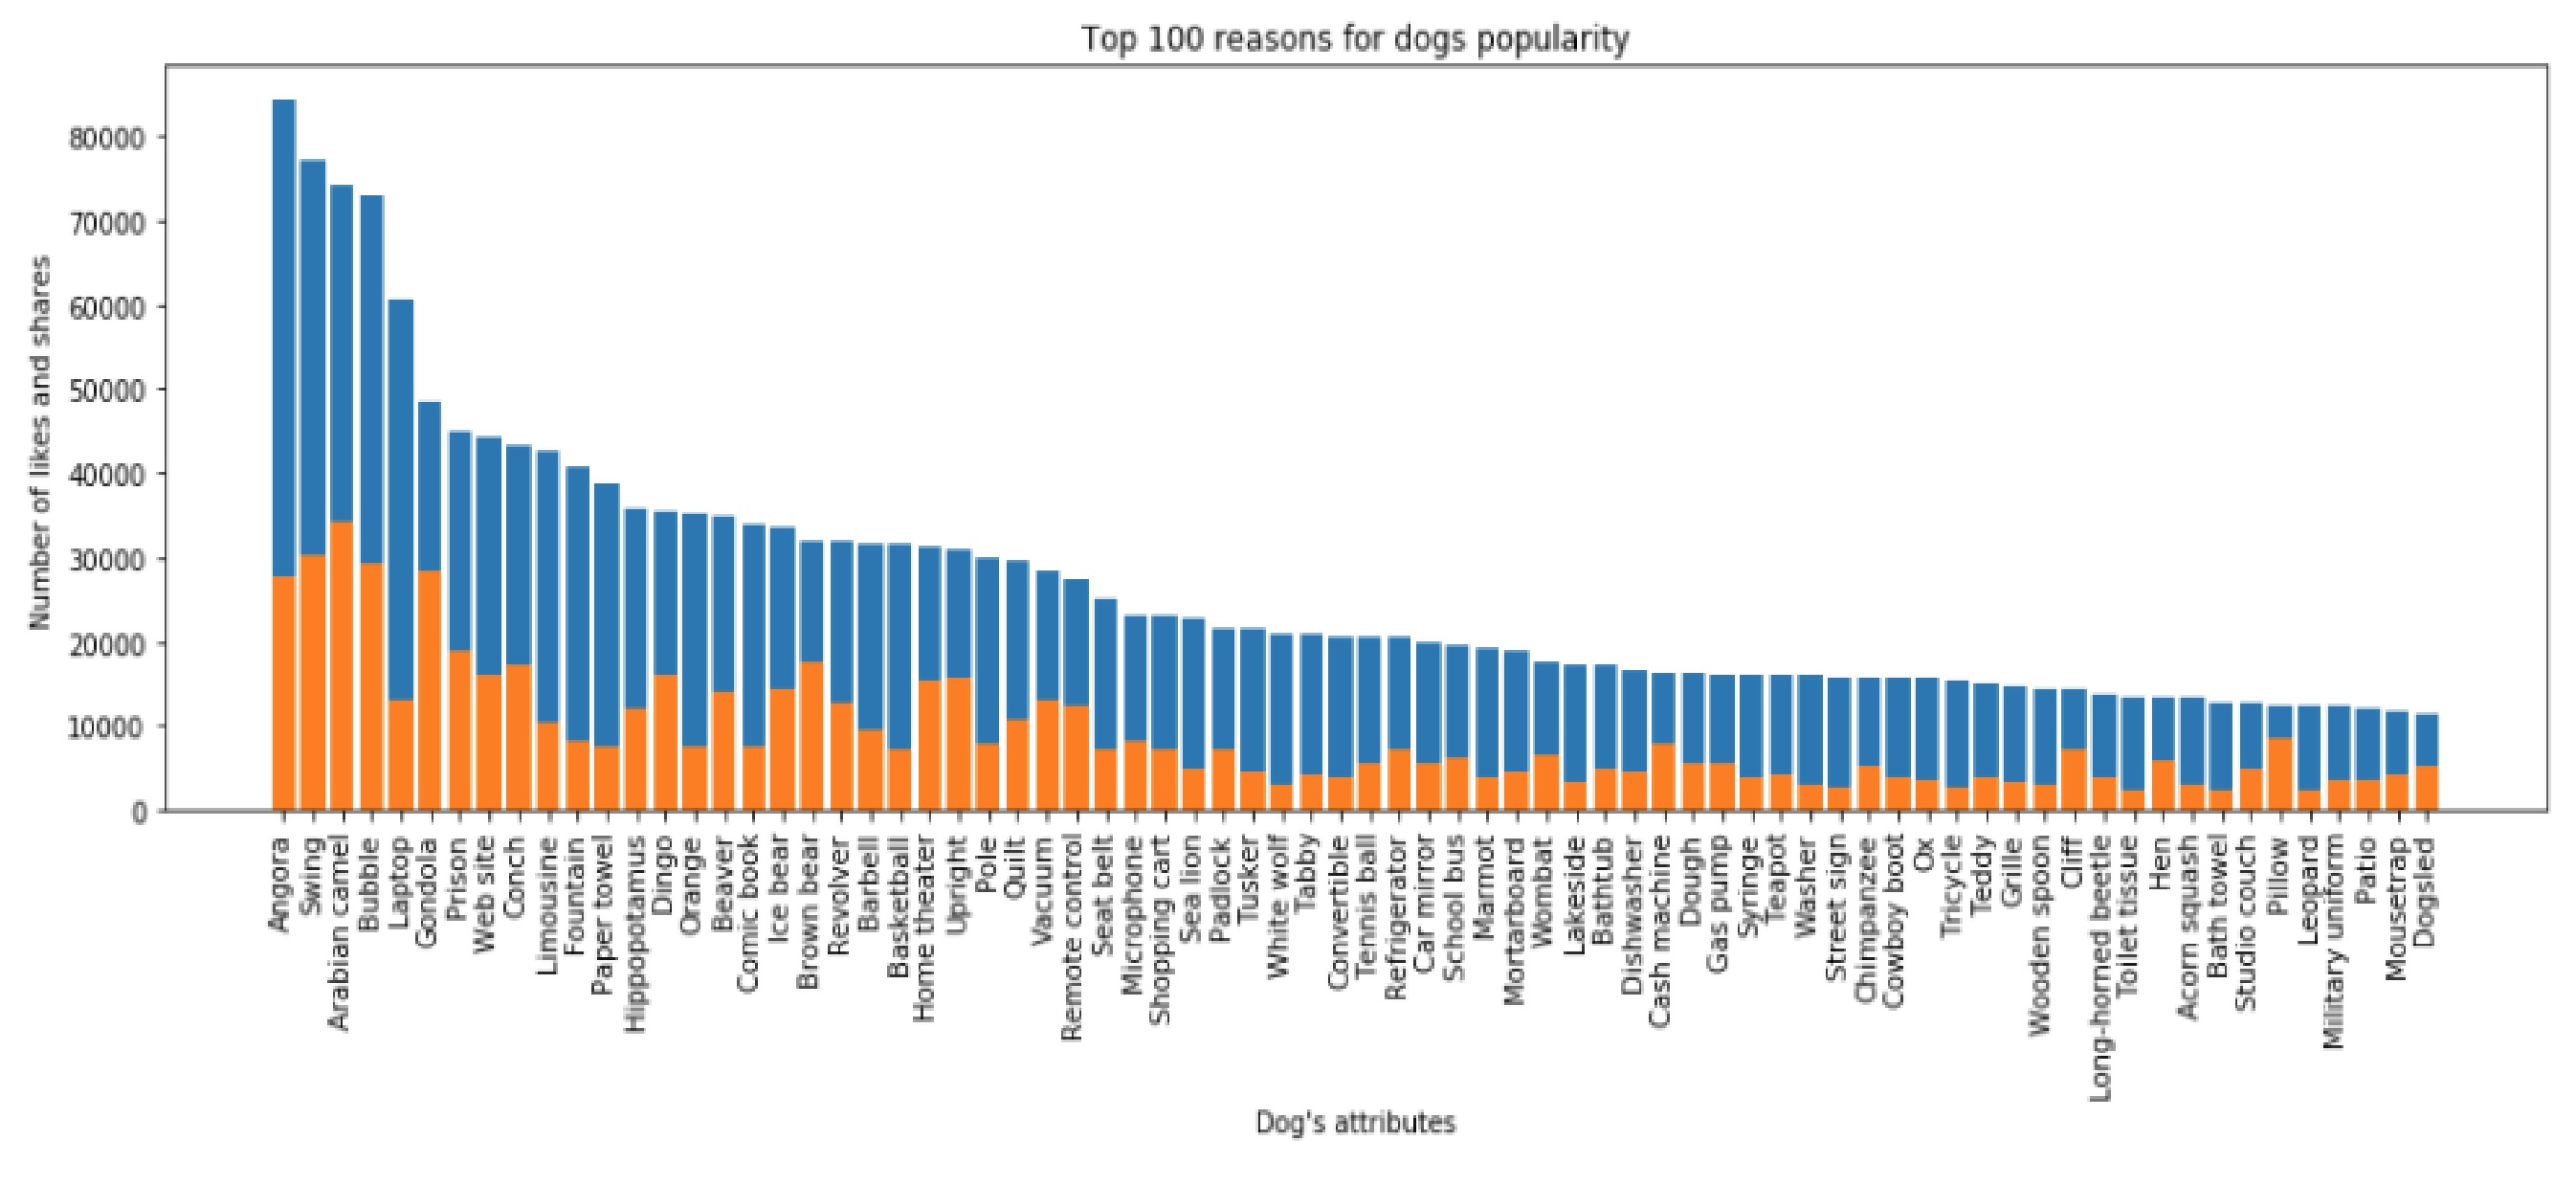 Top 100 reasons for dogs popularity
Number of likes and shares
80000
70000
60000
50000
40000
30000
20000
10000
0
Angora
Swing
Arabian camel
Bubble
Laptop
Gondola
Prison
Web site
Conch
Limousine
Fountain
Paper towel
Hippopotamus
Dingo
Orange
Beaver
Comic book
Ice bear
Brown bear
Revolver
Barbell
Basketball
Home theater
Upright
Pole
Quilt
Vacuum
Remote control
Seat belt
Microphone
Shopping cart
Sea lion
Padlock
Tusker
White wolf
Tabby
Convertible
Tennis ball
Refrigerator
Car mirror
School bus
Marmot
Mortarboard
Wombat
Lakeside
Bathtub
Dishwasher
Cash machine
Dough
Gas pump
Syringe
Teapot
Washer
Street sign
Chimpanzee
Cowboy boot
Ox
Tricycle
Teddy
Grille
Wooden spoon
Cliff
Long-horned beetle
Toilet tissue
Hen
Acorn squash
Bath towel
Studio couch
Pillow
Leopard
Military uniform
Patio
Mousetrap
Dogsled
Dog's attributes